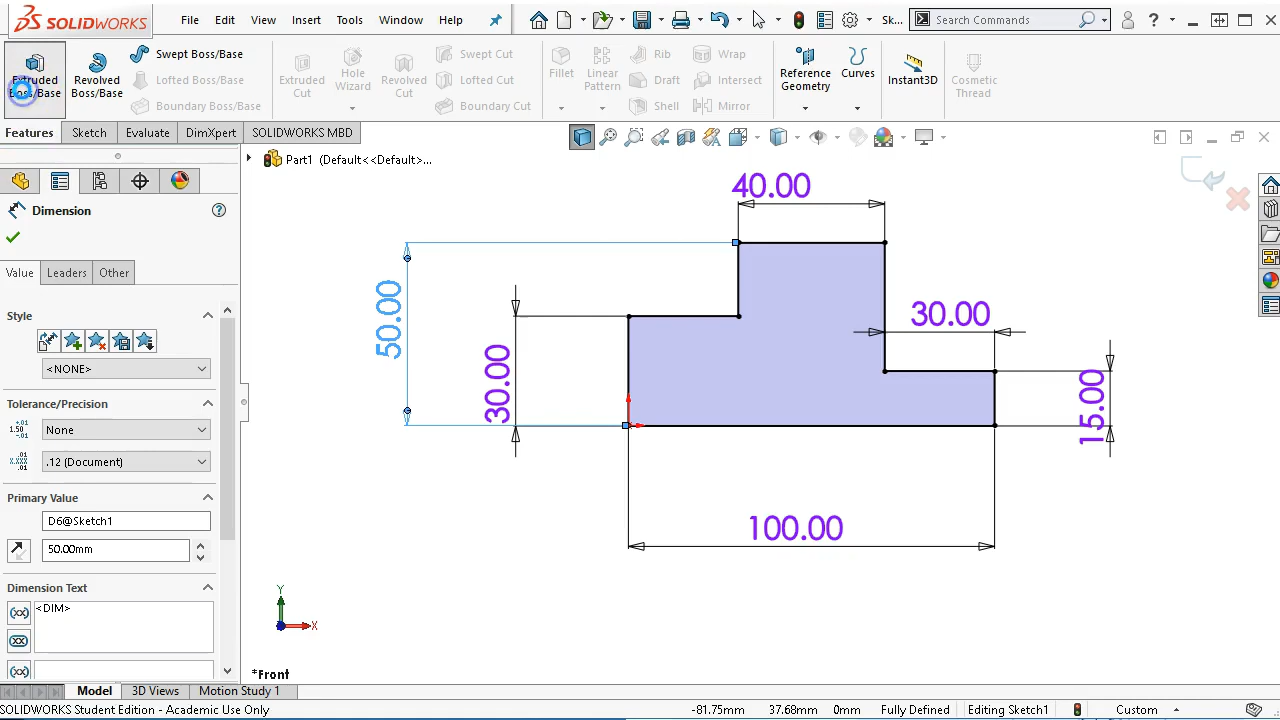 SOLIDWORKS File Edit View Insert Tools Window Help Sk... Search Commands ?
Extruded Boss/Base
Revolved Boss/Base
Swept Boss/Base
Lofted Boss/Base
Boundary Boss/Base
Extruded Cut
Hole Wizard
Revolved Cut
Swept Cut
Lofted Cut
Boundary Cut
Fillet
Linear Pattern
Rib
Draft
Shell
Wrap
Intersect
Mirror
Reference Geometry
Curves
Instant3D
Cosmetic Thread
Features Sketch Evaluate DimXpert SOLIDWORKS MBD
Part1 (Default<<Default>...
Dimension ?
Value Leaders Other
Style
<NONE>
Tolerance/Precision
None
.12 (Document)
Primary Value
D6@Sketch1
50.00mm
Dimension Text
<DIM>
40.00
50.00
30.00
30.00
15.00
100.00
Y
X
*Front
Model 3D Views Motion Study 1
SOLIDWORKS Student Edition - Academic Use Only -81.75mm 37.68mm 0mm Fully Defined Editing Sketch1 Custom